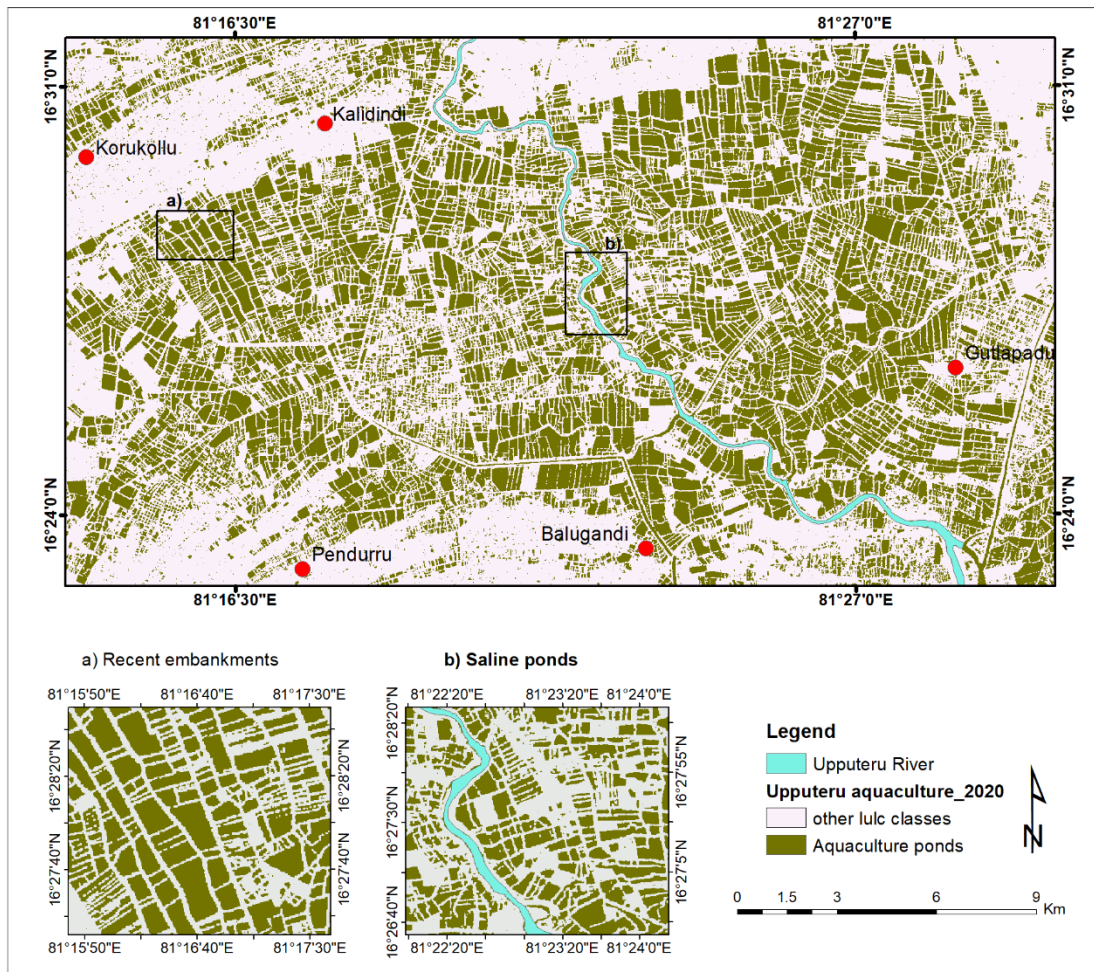 81°16'30"E 81°27'0"E
16°31'0"N
16°31'0"N
Kalidindi
Korukollu
a)
b)
Gutlapadu
16°24'0"N
16°24'0"N
Balugandi
Pendurru
81°16'30"E 81°27'0"E
a) Recent embankments
81°15'50"E 81°16'40"E 81°17'30"E
16°28'20"N
16°27'40"N
16°28'20"N
16°27'40"N
81°15'50"E 81°16'40"E 81°17'30"E
b) Saline ponds
81°22'20"E 81°23'20"E 81°24'0"E
16°28'20"N
16°27'30"N
16°26'40"N
16°27'55"N
16°27'5"N
81°22'20"E 81°23'20"E 81°24'0"E
Legend
Upputeru River
Upputeru aquaculture_2020
other lulc classes
Aquaculture ponds
N
0 1.5 3 6 9
Km